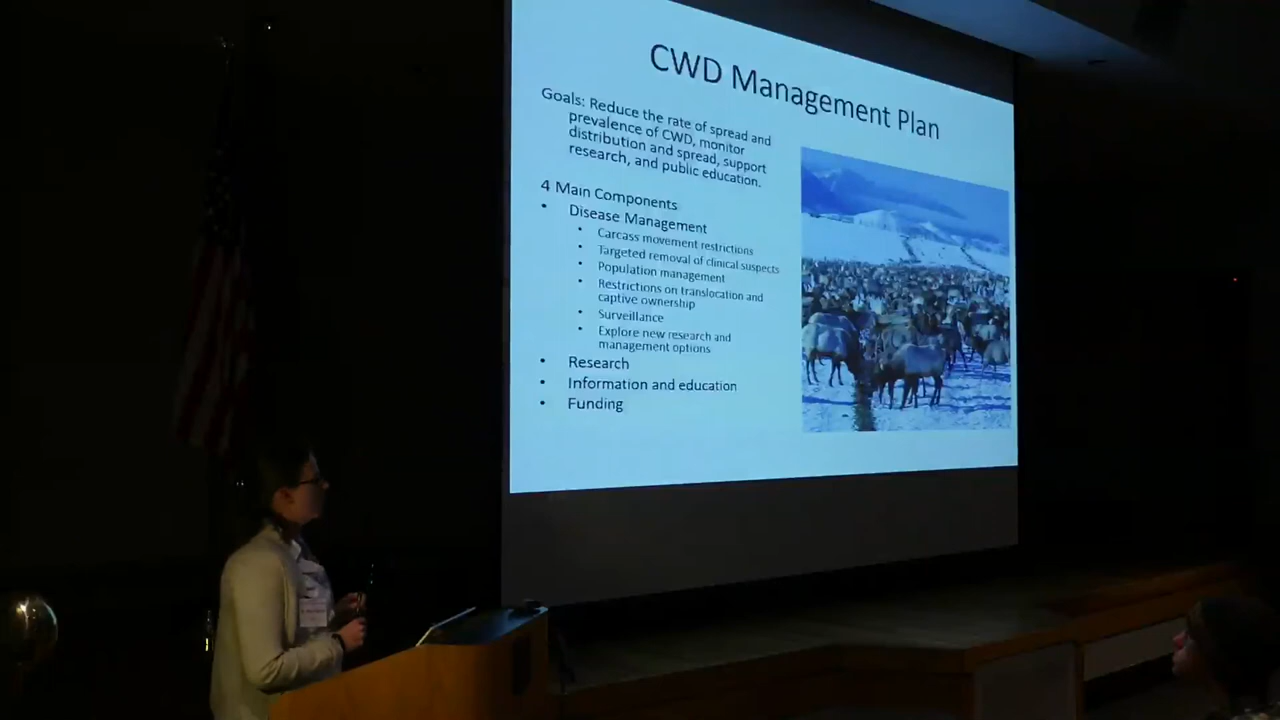 CWD Management Plan
Goals: Reduce the rate of spread and
prevalence of CWD, monitor
distribution and spread, support
research, and public education.
4 Main Components
• Disease Management
• Carcass movement restrictions
• Targeted removal of clinical suspects
• Population management
• Restrictions on translocation and
captive ownership
• Surveillance
• Explore new research and
management options
• Research
• Information and education
• Funding